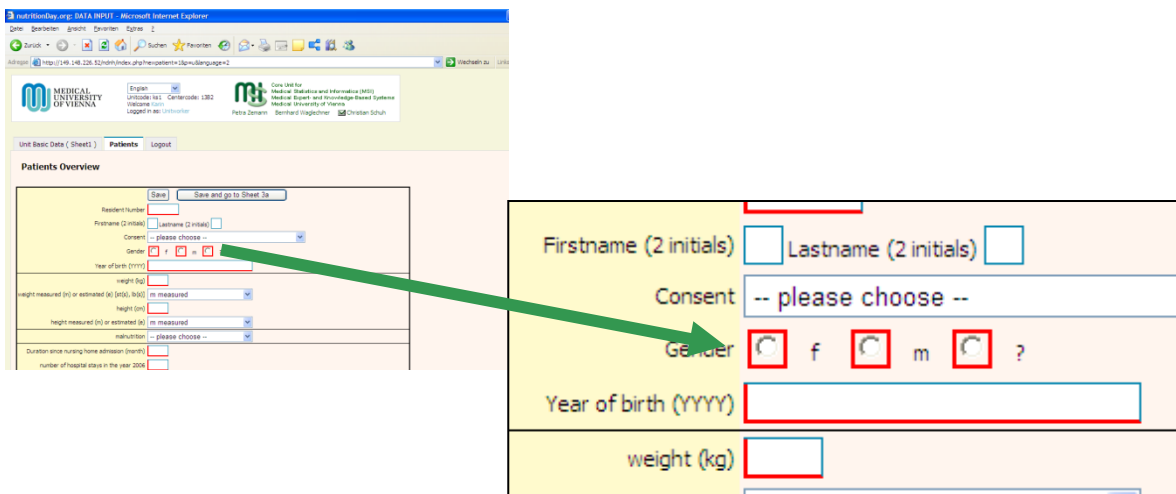 nutritionDay.org: DATA INPUT - Microsoft Internet Explorer
Datei Bearbeiten Ansicht Favoriten Extras ?
Zurück Suchen Favoriten
Adresse http://149.148.226.52/ndnh/index.php?newpatient=1&p=u&language=2 Wechseln zu Links
MEDICAL
UNIVERSITY
OF VIENNA
English
Unitcode: ks1 Centercode: 1382
Welcome Karin
Logged in as: Unitworker
Core Unit for
Medical Statistics and Informatics (MSI)
Medical Expert- and Knowledge-Based Systems
Medical University of Vienna
Petra Zemann Bernhard Waglechner Christian Schuh
Unit Basic Data ( Sheet1 ) Patients Logout
Patients Overview
Save Save and go to Sheet 3a
Resident Number
Firstname (2 initials) Lastname (2 initials)
Consent -- please choose --
Gender f m
Year of birth (YYYY)
weight (kg)
weight measured (m) or estimated (e) [st(s), lb(s)] m measured
height (cm)
height measured (m) or estimated (e) m measured
malnutrition -- please choose --
Duration since nursing home admission (month)
number of hospital stays in the year 2006
Firstname (2 initials) Lastname (2 initials)
Consent -- please choose --
Gender f m ?
Year of birth (YYYY)
weight (kg)